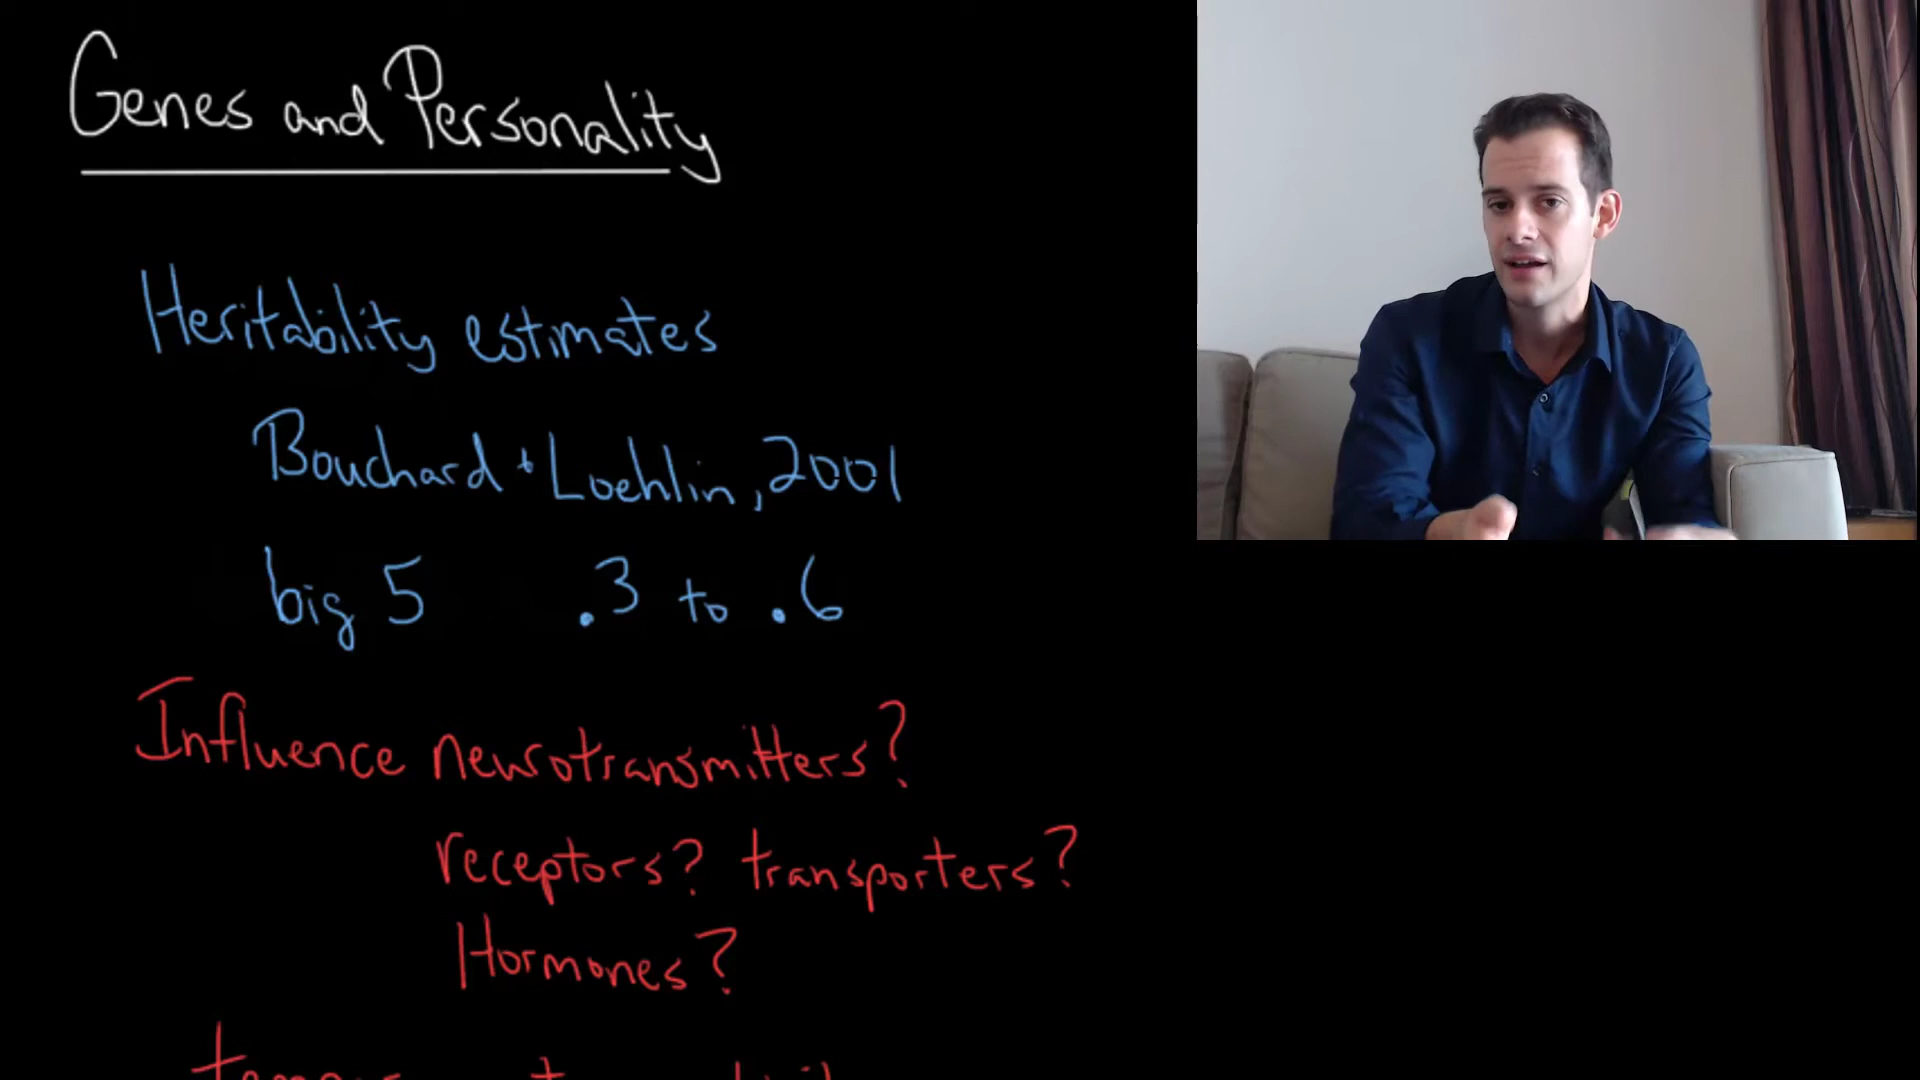 Genes and Personality
Heritability estimates
Bouchard + Loehlin, 2001
big 5 .3 to .6
Influence neurotransmitters?
receptors? transporters?
Hormones?